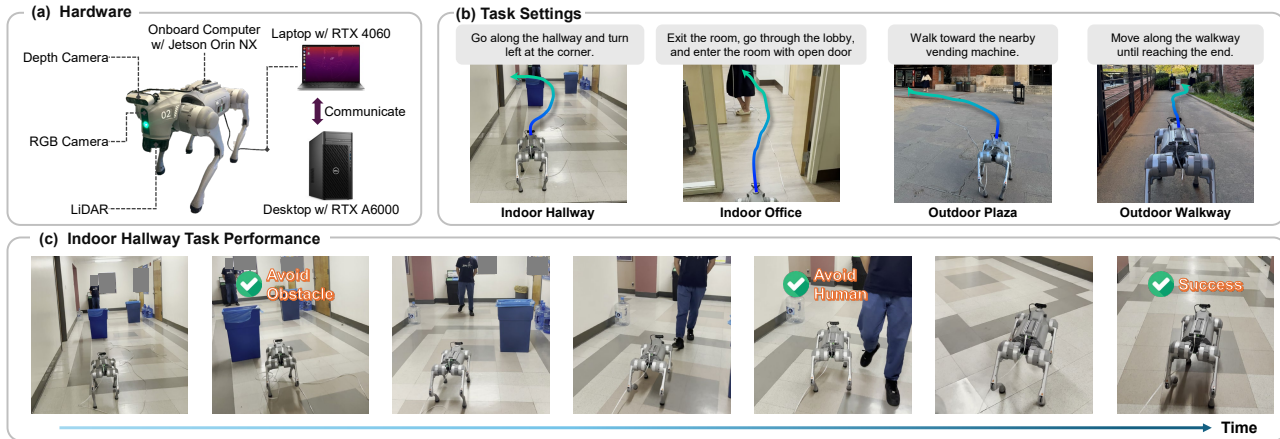 (a) Hardware
Onboard Computer
w/ Jetson Orin NX
Laptop w/ RTX 4060
Depth Camera
Communicate
02
RGB Camera
LiDAR
Desktop w/ RTX A6000
(b) Task Settings
Go along the hallway and turn
left at the corner.
Exit the room, go through the lobby,
and enter the room with open door
Walk toward the nearby
vending machine.
Move along the walkway
until reaching the end.
Indoor Hallway
Indoor Office
Outdoor Plaza
Outdoor Walkway
(c) Indoor Hallway Task Performance
Avoid
Obstacle
Avoid
Human
Success
Time